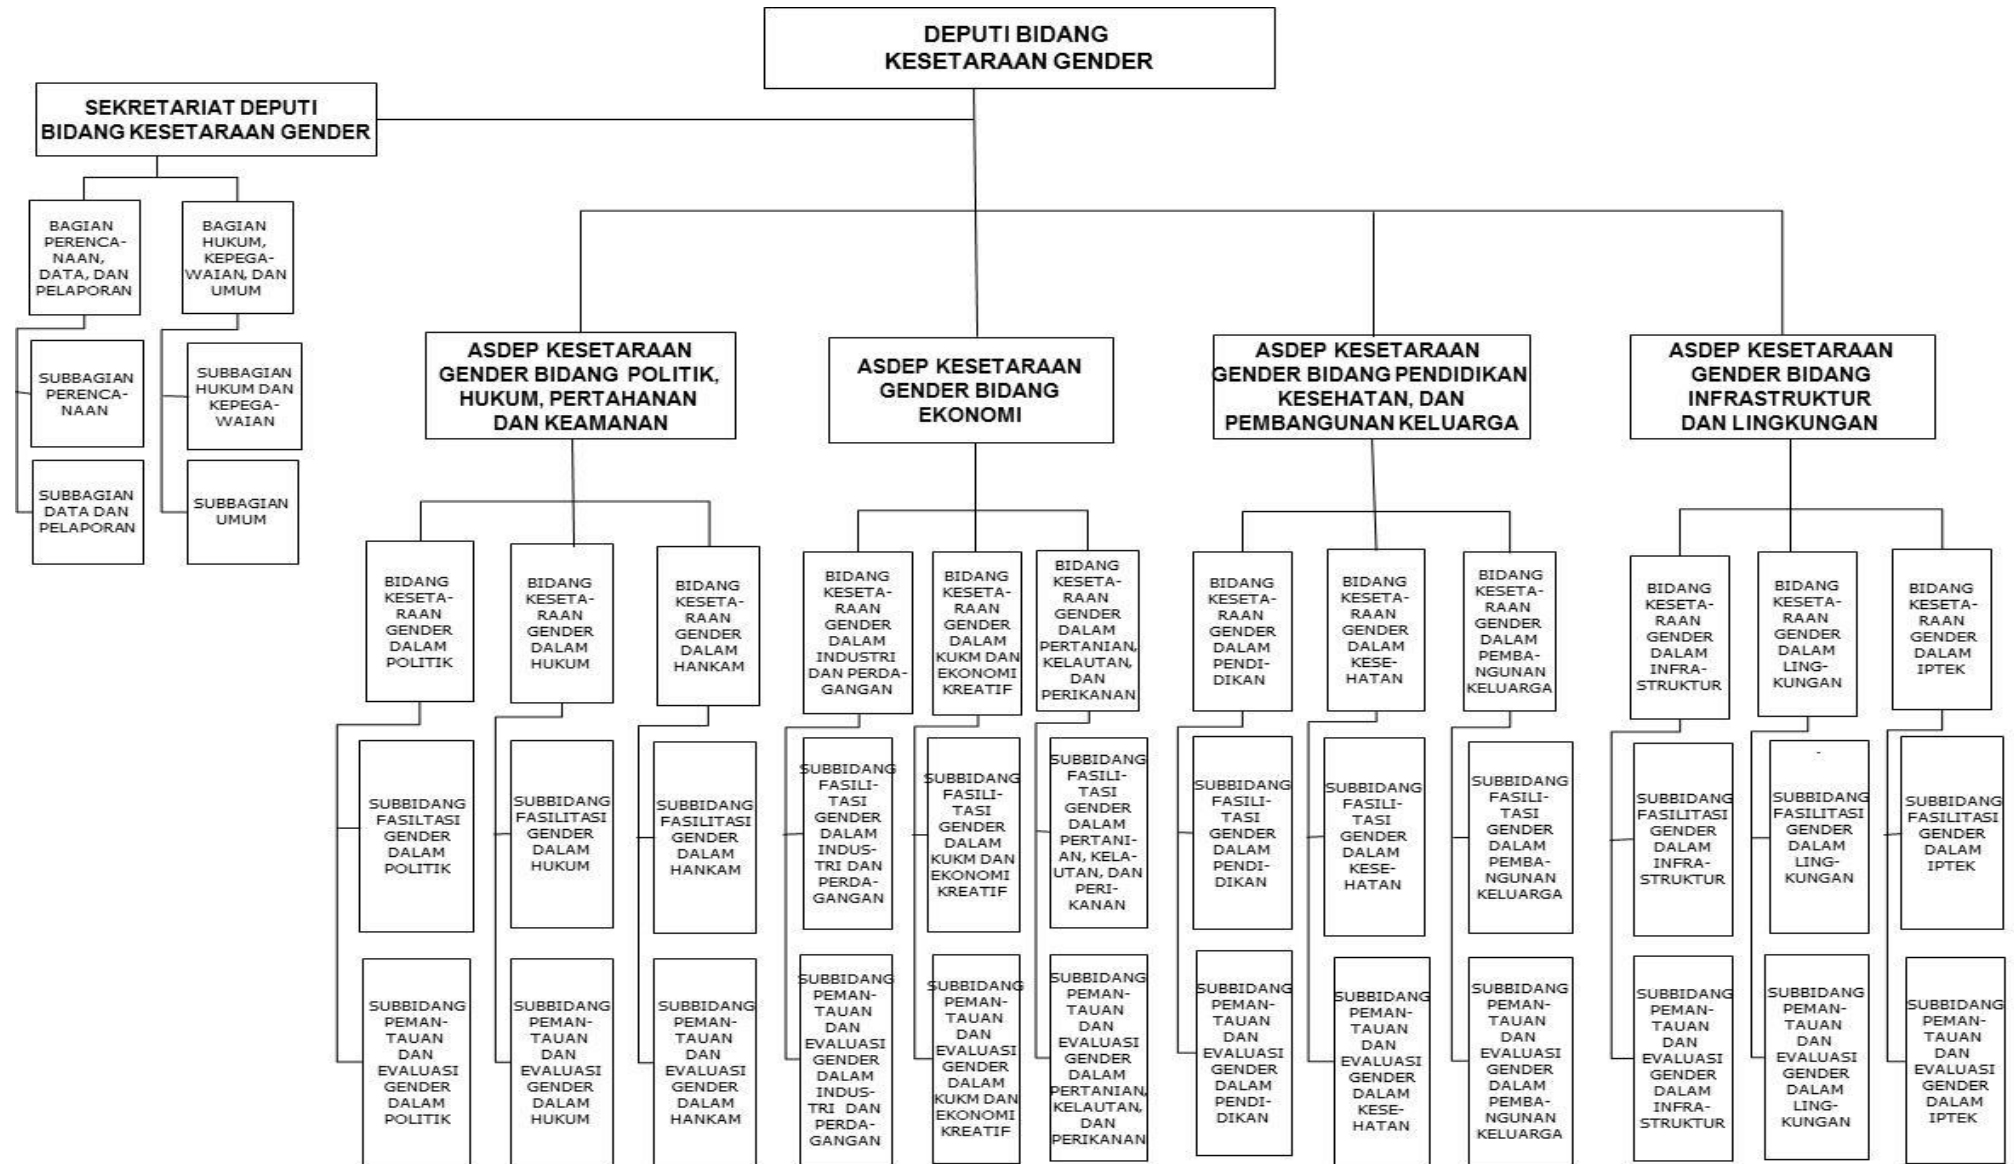 DEPUTI BIDANG
KESETARAAN GENDER
SEKRETARIAT DEPUTI
BIDANG KESETARAAN GENDER
BAGIAN
PERENCA-
NAAN,
DATA, DAN
PELAPORAN
BAGIAN
HUKUM,
KEPEGA-
WAIAN, DAN
UMUM
SUBBAGIAN
PERENCA-
NAAN
SUBBAGIAN
DATA DAN
PELAPORAN
SUBBAGIAN
HUKUM DAN
KEPEGA-
WAIAN
SUBBAGIAN
UMUM
ASDEP KESETARAAN
GENDER BIDANG POLITIK,
HUKUM, PERTAHANAN
DAN KEAMANAN
ASDEP KESETARAAN
GENDER BIDANG
EKONOMI
ASDEP KESETARAAN
GENDER BIDANG PENDIDIKAN
KESEHATAN, DAN
PEMBANGUNAN KELUARGA
ASDEP KESETARAAN
GENDER BIDANG
INFRASTRUKTUR
DAN LINGKUNGAN
BIDANG
KESETA-
RAAN
GENDER
DALAM
POLITIK
BIDANG
KESETA-
RAAN
GENDER
DALAM
HUKUM
BIDANG
KESETA-
RAAN
GENDER
DALAM
HANKAM
BIDANG
KESETA-
RAAN
GENDER
DALAM
INDUSTRI
DAN PERDA-
GANGAN
BIDANG
KESETA-
RAAN
GENDER
DALAM
KUKM DAN
EKONOMI
KREATIF
BIDANG
KESETA-
RAAN
GENDER
DALAM
PERTANIAN,
KELAUTAN,
DAN
PERIKANAN
BIDANG
KESETA-
RAAN
GENDER
DALAM
PENDI-
DIKAN
BIDANG
KESETA-
RAAN
GENDER
DALAM
KESE-
HATAN
BIDANG
KESETA-
RAAN
GENDER
DALAM
PEMBA-
NGUNAN
KELUARGA
BIDANG
KESETA-
RAAN
GENDER
DALAM
INFRA-
STRUKTUR
BIDANG
KESETA-
RAAN
GENDER
DALAM
LING-
KUNGAN
BIDANG
KESETA-
RAAN
GENDER
DALAM
IPTEK
SUBBIDANG
FASILTASI
GENDER
DALAM
POLITIK
SUBBIDANG
FASILITASI
GENDER
DALAM
HUKUM
SUBBIDANG
FASILITASI
GENDER
DALAM
HANKAM
SUBBIDANG
FASILI-
TASI
GENDER
DALAM
INDUS-
TRI DAN
PERDA-
GANGAN
SUBBIDANG
FASILI-
TASI
GENDER
DALAM
KUKM DAN
EKONOMI
KREATIF
SUBBIDANG
FASILI-
TASI
GENDER
DALAM
PERTANI-
AN, KELA-
UTAN, DAN
PERI-
KANAN
SUBBIDANG
FASILI-
TASI
GENDER
DALAM
PENDI-
DIKAN
SUBBIDANG
FASILI-
TASI
GENDER
DALAM
KESE-
HATAN
SUBBIDANG
FASILI-
TASI
GENDER
DALAM
PEMBA-
NGUNAN
KELUARGA
SUBBIDANG
FASILITASI
GENDER
DALAM
INFRA-
STRUKTUR
-
SUBBIDANG
FASILITASI
GENDER
DALAM
LING-
KUNGAN
SUBBIDANG
FASILITASI
GENDER
DALAM
IPTEK
SUBBIDANG
PEMAN-
TAUAN
DAN
EVALUASI
GENDER
DALAM
POLITIK
SUBBIDANG
PEMAN-
TAUAN
DAN
EVALUASI
GENDER
DALAM
HUKUM
SUBBIDANG
PEMAN-
TAUAN
DAN
EVALUASI
GENDER
DALAM
HANKAM
SUBBIDANG
PEMAN-
TAUAN
DAN
EVALUASI
GENDER
DALAM
INDUS-
TRI DAN
PERDA-
GANGAN
SUBBIDANG
PEMAN-
TAUAN
DAN
EVALUASI
GENDER
DALAM
KUKM DAN
EKONOMI
KREATIF
SUBBIDANG
PEMAN-
TAUAN
DAN
EVALUASI
GENDER
DALAM
PERTANIAN,
KELAUTAN,
DAN
PERIKANAN
SUBBIDANG
PEMAN-
TAUAN
DAN
EVALUASI
GENDER
DALAM
PENDI-
DIKAN
SUBBIDANG
PEMAN-
TAUAN
DAN
EVALUASI
GENDER
DALAM
KESE-
HATAN
SUBBIDANG
PEMAN-
TAUAN
DAN
EVALUASI
GENDER
DALAM
PEMBA-
NGUNAN
KELUARGA
SUBBIDANG
PEMAN-
TAUAN
DAN
EVALUASI
GENDER
DALAM
INFRA-
STRUKTUR
SUBBIDANG
PEMAN-
TAUAN
DAN
EVALUASI
GENDER
DALAM
LING-
KUNGAN
SUBBIDANG
PEMAN-
TAUAN
DAN
EVALUASI
GENDER
DALAM
IPTEK